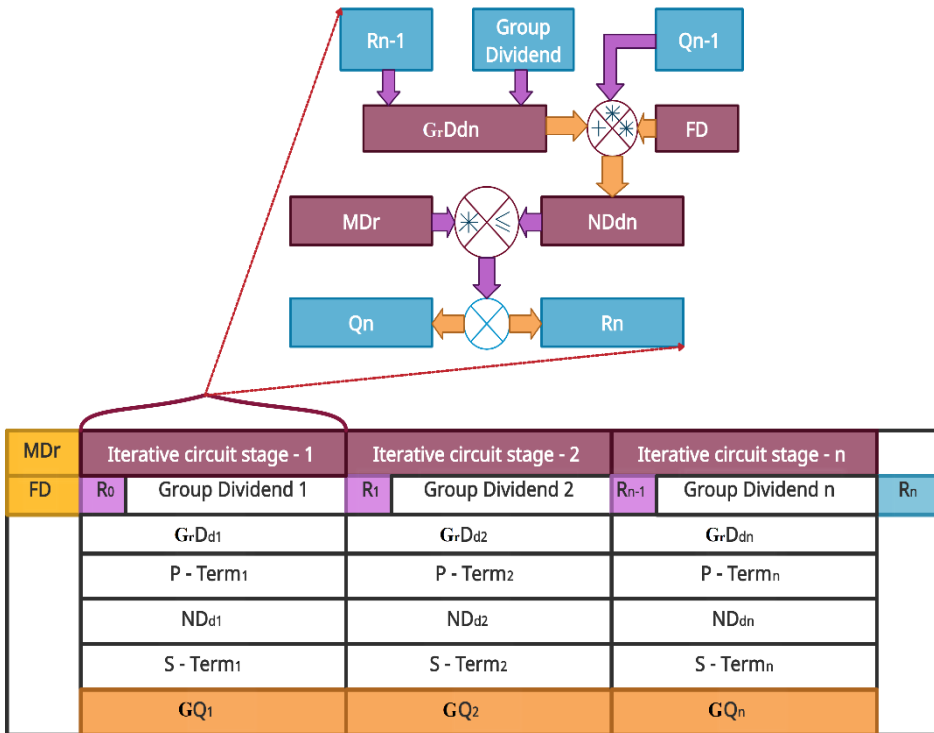 Rn-1
Group
Dividend
Qn-1
GrDdn
+ * *
FD
MDr
* ≤
NDdn
Qn
Rn
MDr
Iterative circuit stage - 1
Iterative circuit stage - 2
Iterative circuit stage - n
FD
R0
Group Dividend 1
R1
Group Dividend 2
Rn-1
Group Dividend n
Rn
GrDd1
GrDd2
GrDdn
P - Term1
P - Term2
P - Termn
NDd1
NDd2
NDdn
S - Term1
S - Term2
S - Termn
GQ1
GQ2
GQn